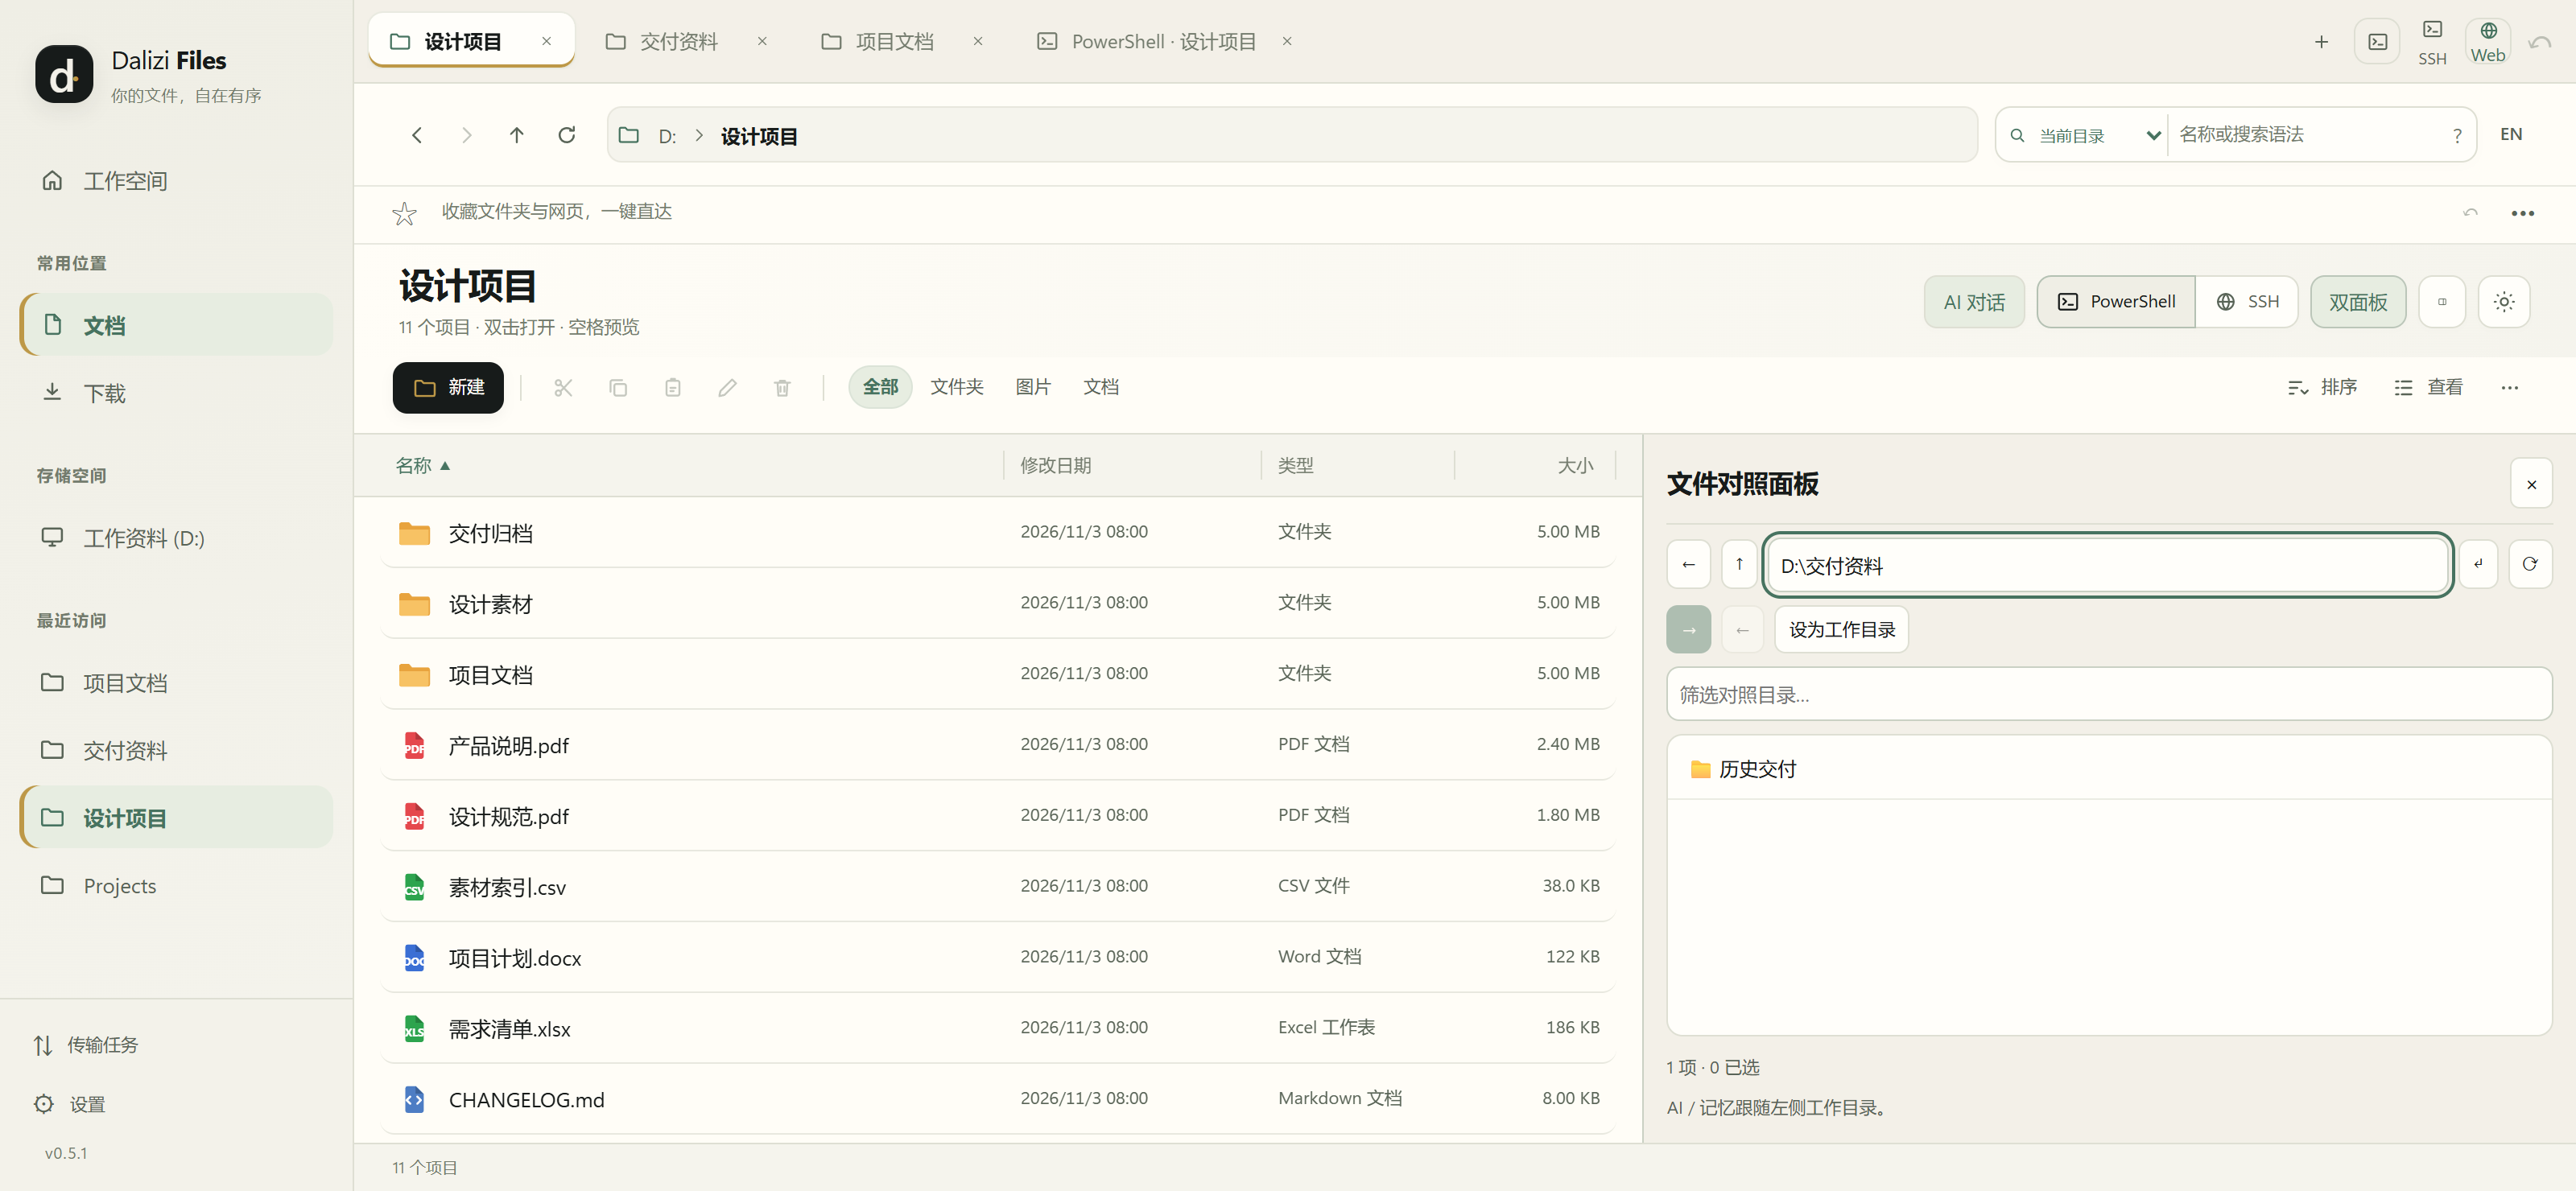 Dalizi Files
你的文件，自在有序
工作空间
常用位置
文档
下载
存储空间
工作资料 (D:)
最近访问
项目文档
交付资料
设计项目
Projects
传输任务
设置
v0.5.1
设计项目 ×
交付资料 ×
项目文档 ×
PowerShell · 设计项目 ×
SSH
Web
D: > 设计项目
当前目录
名称或搜索语法 ?
EN
收藏文件夹与网页，一键直达
设计项目
11 个项目 · 双击打开 · 空格预览
AI 对话
PowerShell
SSH
双面板
新建
全部 文件夹 图片 文档
排序
查看
名称 ▲ 修改日期 类型 大小
交付归档 2026/11/3 08:00 文件夹 5.00 MB
设计素材 2026/11/3 08:00 文件夹 5.00 MB
项目文档 2026/11/3 08:00 文件夹 5.00 MB
PDF 产品说明.pdf 2026/11/3 08:00 PDF 文档 2.40 MB
PDF 设计规范.pdf 2026/11/3 08:00 PDF 文档 1.80 MB
CSV 素材索引.csv 2026/11/3 08:00 CSV 文件 38.0 KB
DOC 项目计划.docx 2026/11/3 08:00 Word 文档 122 KB
XLS 需求清单.xlsx 2026/11/3 08:00 Excel 工作表 186 KB
CHANGELOG.md 2026/11/3 08:00 Markdown 文档 8.00 KB
11 个项目
文件对照面板
×
← ↑ D:\交付资料 ↵
→ ← 设为工作目录
筛选对照目录...
历史交付
1 项 · 0 已选
AI / 记忆跟随左侧工作目录。